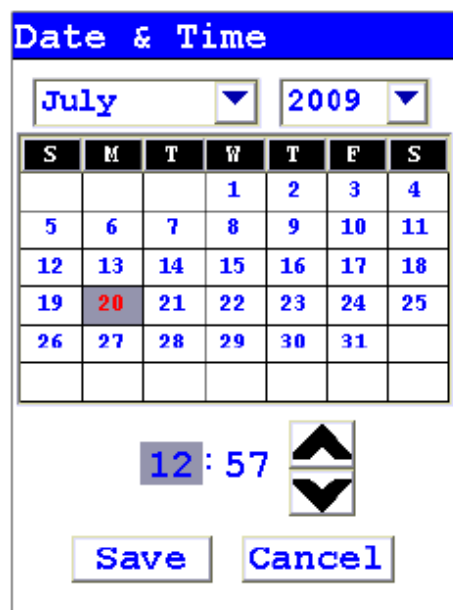 Date & Time
July 2009
S M T W T F S
1 2 3 4
5 6 7 8 9 10 11
12 13 14 15 16 17 18
19 20 21 22 23 24 25
26 27 28 29 30 31
12:57
Save Cancel